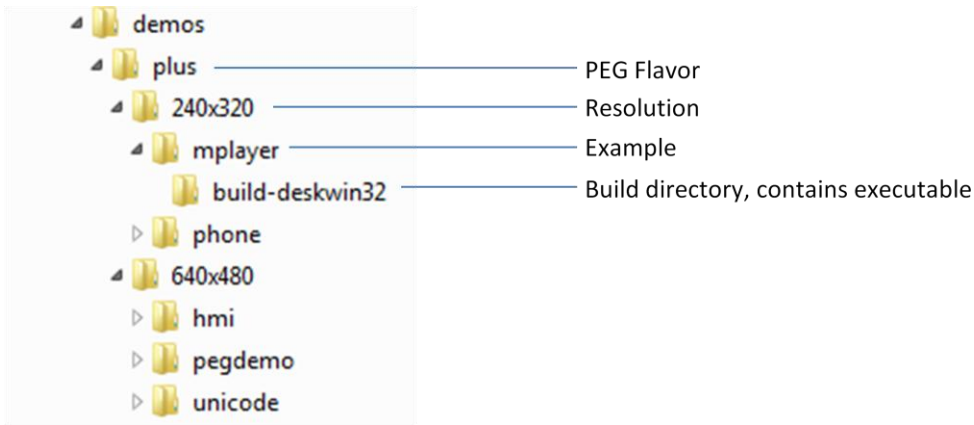 demos
plus PEG Flavor
240x320 Resolution
mplayer Example
build-deskwin32 Build directory, contains executable
phone
640x480
hmi
pegdemo
unicode